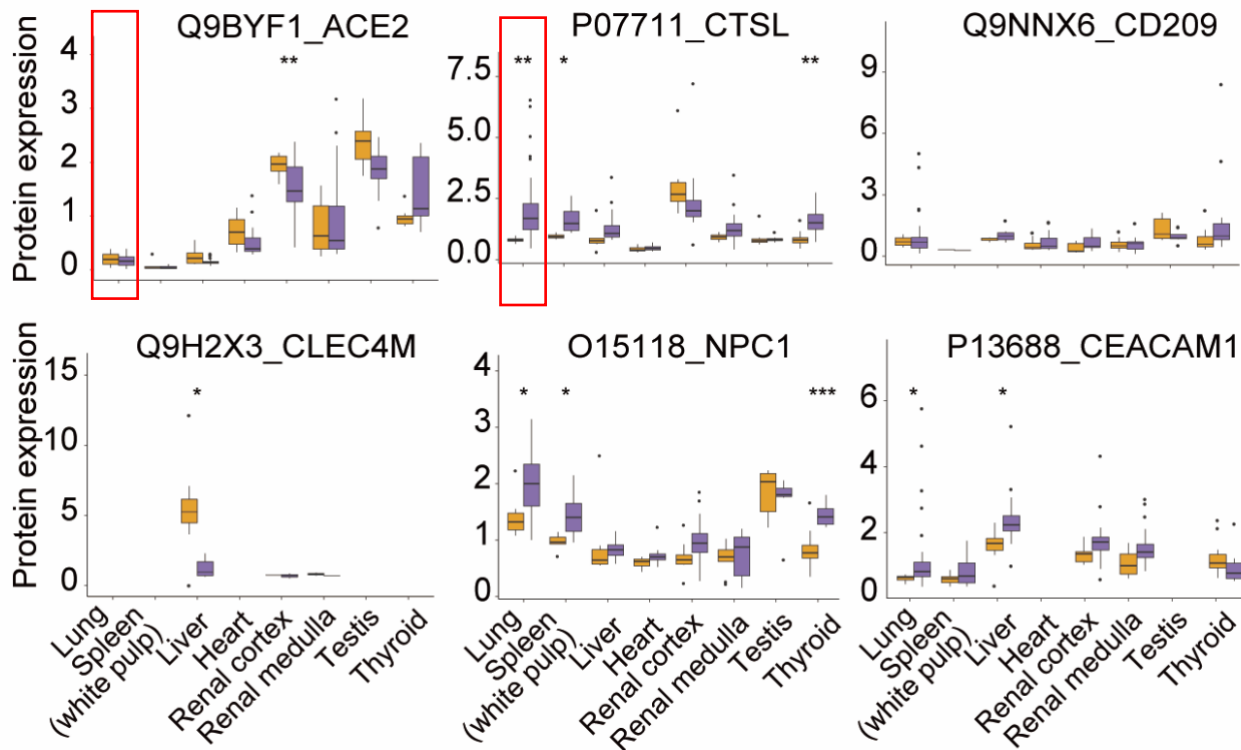 Q9BYF1_ACE2
P07711_CTSL
Q9NNX6_CD209
Protein expression
4
3
2
1
0
**
7.5
5.0
2.5
0.0
**
*
**
9
6
3
0
Q9H2X3_CLEC4M
O15118_NPC1
P13688_CEACAM1
Protein expression
15
10
5
0
*
4
3
2
1
0
*
*
***
6
4
2
0
*
*
Lung
Spleen
(white pulp)
Liver
Heart
Renal cortex
Renal medulla
Testis
Thyroid
Lung
Spleen
(white pulp)
Liver
Heart
Renal cortex
Renal medulla
Testis
Thyroid
Lung
Spleen
(white pulp)
Liver
Heart
Renal cortex
Renal medulla
Testis
Thyroid